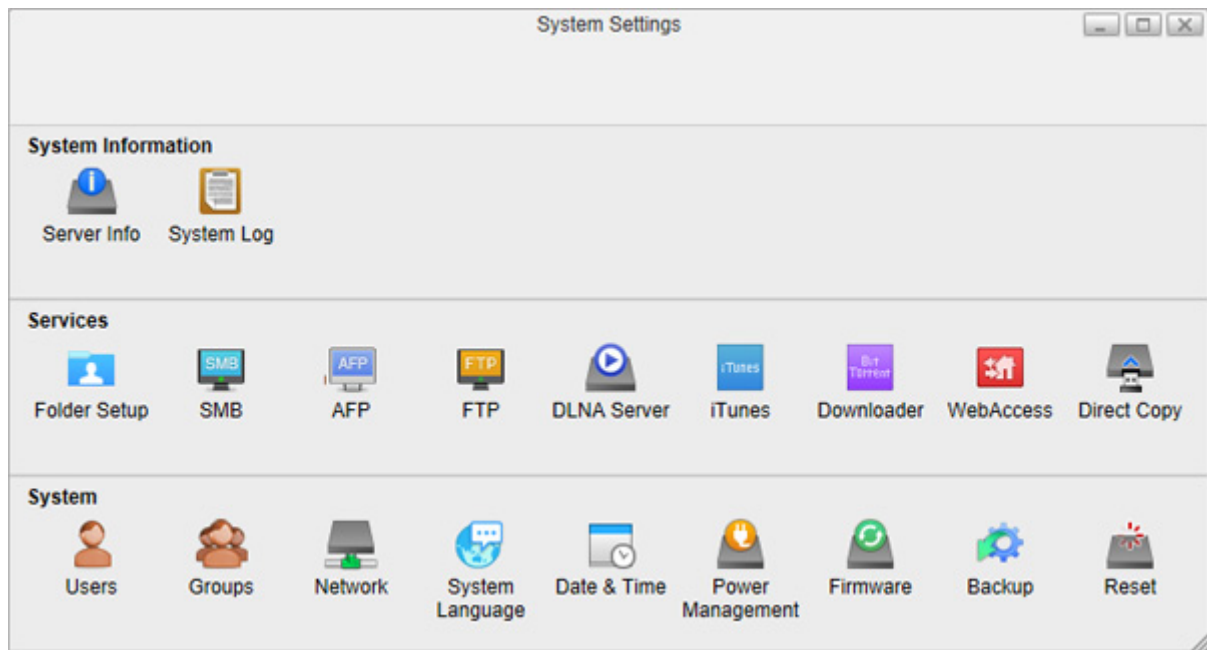 System Settings
System Information
Server Info
System Log
Services
SMB
AFP
FTP
iTunes
Bit
Torrent
Folder Setup
SMB
AFP
FTP
DLNA Server
iTunes
Downloader
WebAccess
Direct Copy
System
Users
Groups
Network
System
Language
Date & Time
Power
Management
Firmware
Backup
Reset